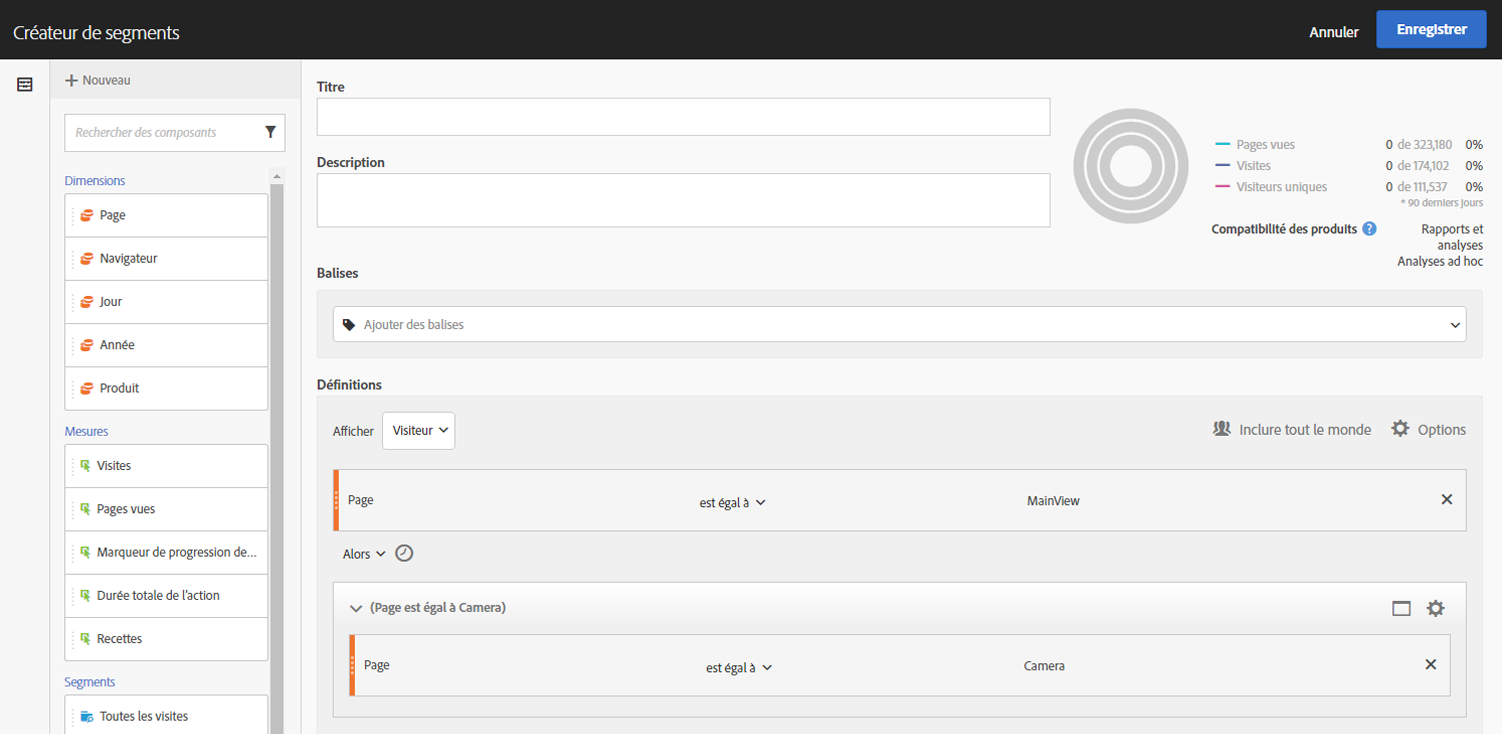 Créateur de segments
Annuler
Enregistrer
Nouveau
Rechercher des composants
Dimensions
Page
Navigateur
Jour
Année
Produit
Mesures
Visites
Pages vues
Marqueur de progression de...
Durée totale de l'action
Recettes
Segments
Toutes les visites
Titre
Description
Pages vues 0 de 323,180 0%
Visites 0 de 174,102 0%
Visiteurs uniques 0 de 111,537 0%
* 90 derniers jours
Compatibilité des produits ? Rapports et
analyses
Analyses ad hoc
Balises
Ajouter des balises
Définitions
Afficher Visiteur Inclure tout le monde Options
Page est égal à MainView
Alors
(Page est égal à Camera)
Page est égal à Camera